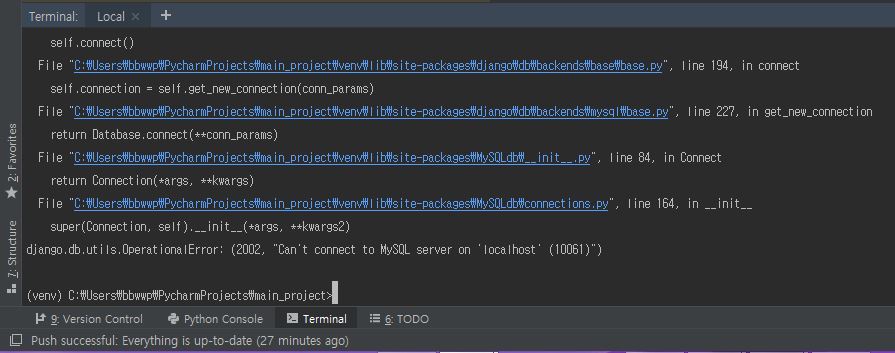 Terminal: Local × +
self.connect()
File "C:₩Users₩bbwwp₩PycharmProjects₩main_project₩venv₩lib₩site-packages₩django₩db₩backends₩base₩base.py", line 194, in connect
self.connection = self.get_new_connection(conn_params)
File "C:₩Users₩bbwwp₩PycharmProjects₩main_project₩venv₩lib₩site-packages₩django₩db₩backends₩mysql₩base.py", line 227, in get_new_connection
return Database.connect(**conn_params)
File "C:₩Users₩bbwwp₩PycharmProjects₩main_project₩venv₩lib₩site-packages₩MySQLdb₩__init__.py", line 84, in Connect
return Connection(*args, **kwargs)
File "C:₩Users₩bbwwp₩PycharmProjects₩main_project₩venv₩lib₩site-packages₩MySQLdb₩connections.py", line 164, in __init__
super(Connection, self).__init__(*args, **kwargs2)
django.db.utils.OperationalError: (2002, "Can't connect to MySQL server on 'localhost' (10061)")
(venv) C:₩Users₩bbwwp₩PycharmProjects₩main_project>
2: Favorites
7: Structure
9: Version Control Python Console Terminal 6: TODO
Push successful: Everything is up-to-date (27 minutes ago)